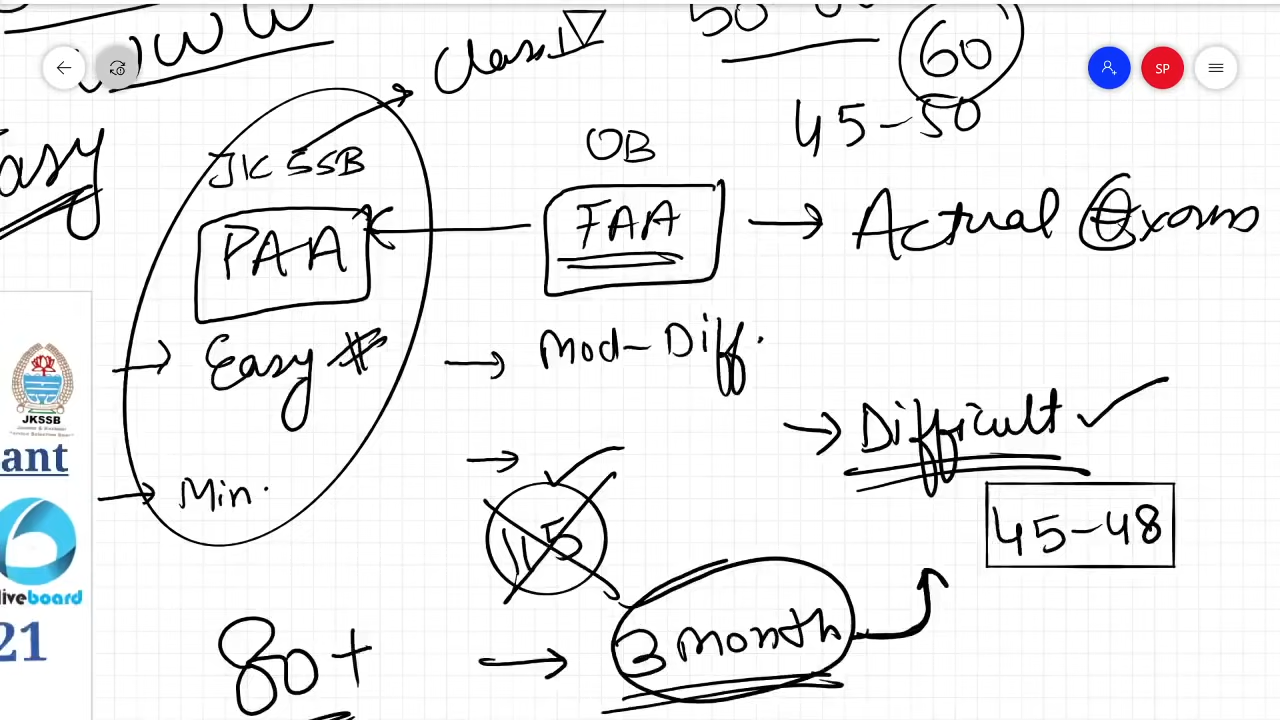 Class IV
60
45-50
Easy
JKSSB
OB
PAA
FAA
Actual Exams
Easy
Mod-Diff.
Difficult
JKSSB
ant
Min.
115
45-48
liveboard
21
80+
3 month
SP